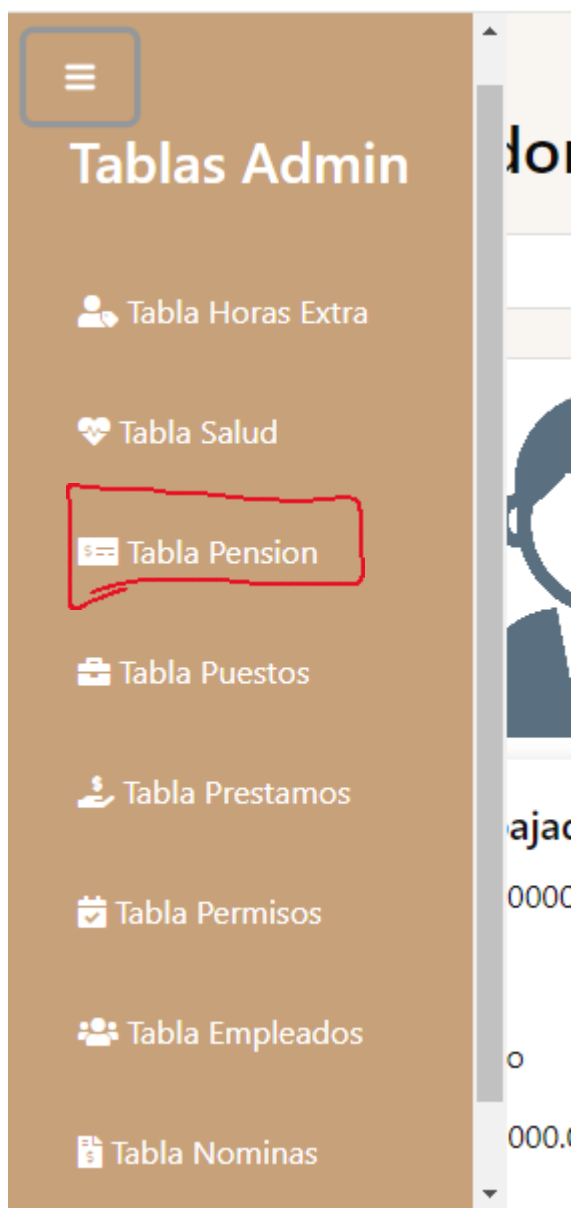 Tablas Admin
Tabla Horas Extra
Tabla Salud
Tabla Pension
Tabla Puestos
Tabla Prestamos
Tabla Permisos
Tabla Empleados
Tabla Nominas